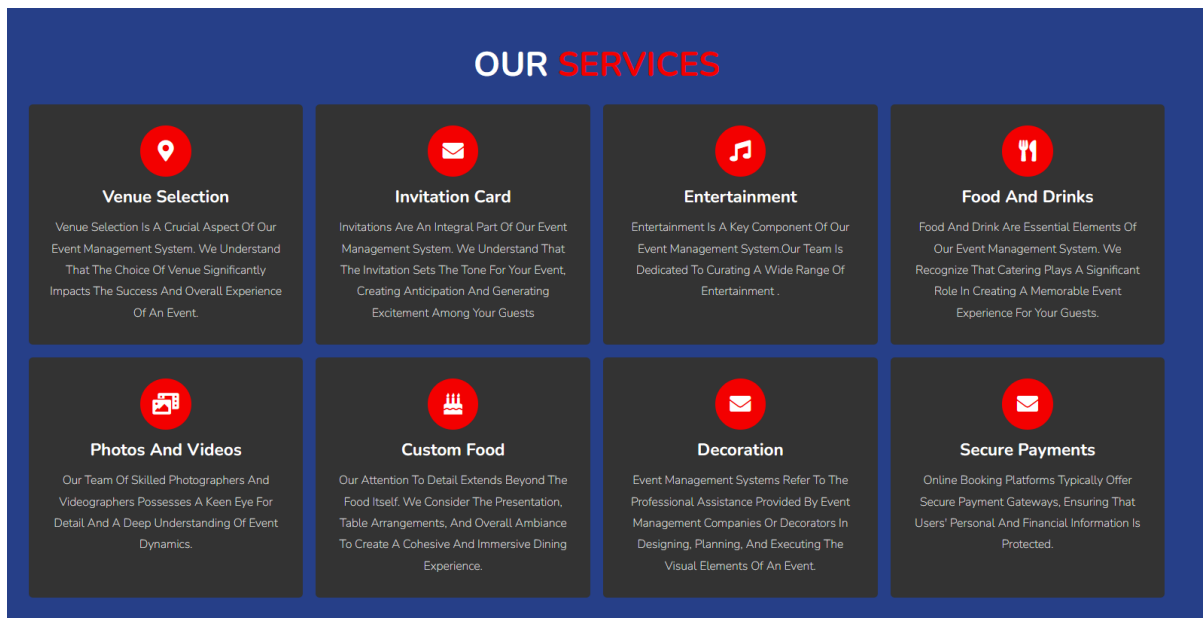 OUR SERVICES
Venue Selection
Venue Selection Is A Crucial Aspect Of Our
Event Management System. We Understand
That The Choice Of Venue Significantly
Impacts The Success And Overall Experience
Of An Event.
Invitation Card
Invitations Are An Integral Part Of Our Event
Management System. We Understand That
The Invitation Sets The Tone For Your Event,
Creating Anticipation And Generating
Excitement Among Your Guests
Entertainment
Entertainment Is A Key Component Of Our
Event Management System.Our Team Is
Dedicated To Curating A Wide Range Of
Entertainment .
Food And Drinks
Food And Drink Are Essential Elements Of
Our Event Management System. We
Recognize That Catering Plays A Significant
Role In Creating A Memorable Event
Experience For Your Guests.
Photos And Videos
Our Team Of Skilled Photographers And
Videographers Possesses A Keen Eye For
Detail And A Deep Understanding Of Event
Dynamics.
Custom Food
Our Attention To Detail Extends Beyond The
Food Itself. We Consider The Presentation,
Table Arrangements, And Overall Ambiance
To Create A Cohesive And Immersive Dining
Experience.
Decoration
Event Management Systems Refer To The
Professional Assistance Provided By Event
Management Companies Or Decorators In
Designing, Planning, And Executing The
Visual Elements Of An Event.
Secure Payments
Online Booking Platforms Typically Offer
Secure Payment Gateways, Ensuring That
Users' Personal And Financial Information Is
Protected.